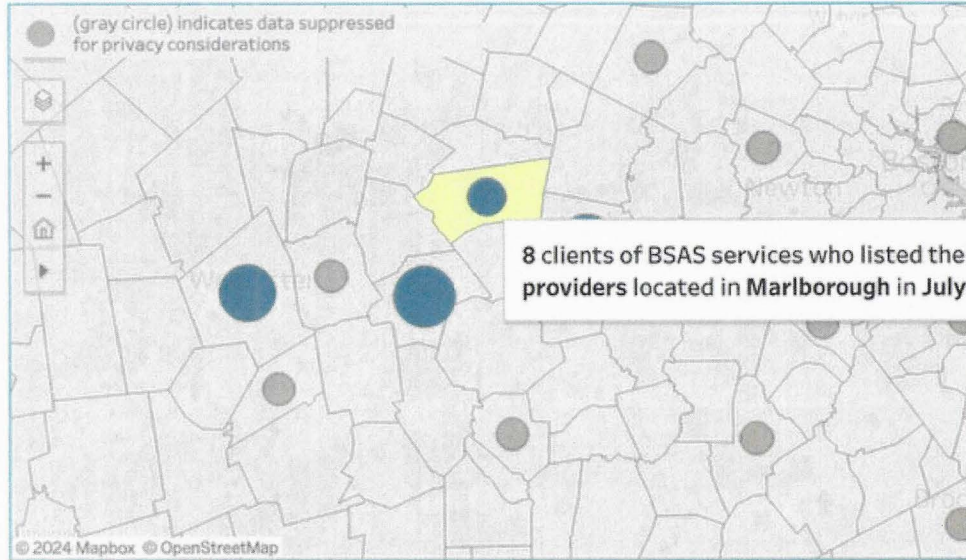 (gray circle) indicates data suppressed
for privacy considerations
Newton
8 clients of BSAS services who listed the
providers located in Marlborough in July
© 2024 Mapbox © OpenStreetMap